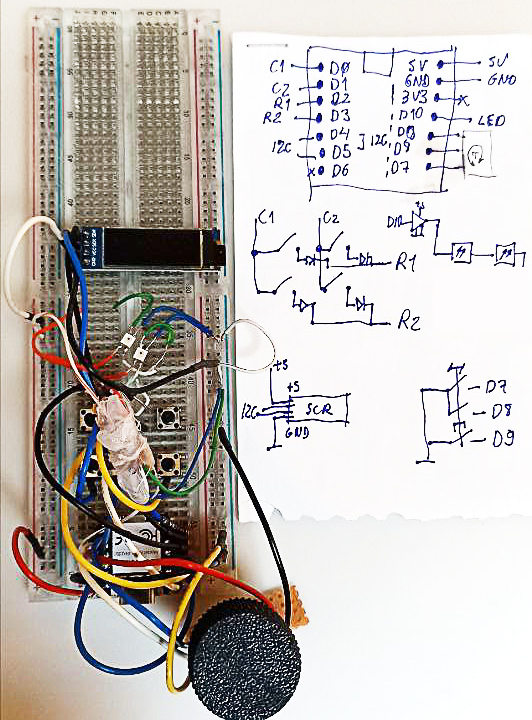 C1 D0 5V 5V
C2 D1 GND GND
R1 D2 3V3 x
R2 D3 D10 LED
D4 I2C D9
I2C D5 D8
x D6 D7
C1 C2 D10
R1
R2
+5
+5
I2C SCR
GND
D7
D8
D9